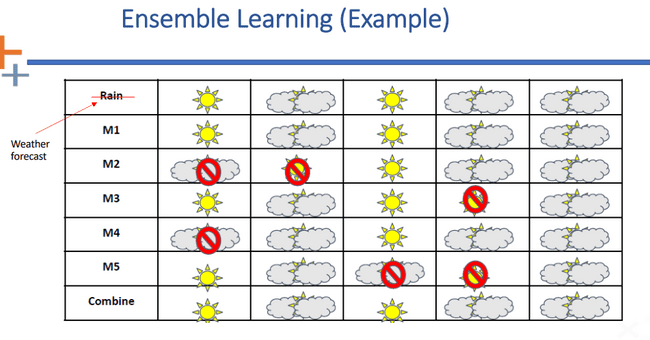 Ensemble Learning (Example)
Rain
Weather
forecast
M1
M2
M3
M4
M5
Combine